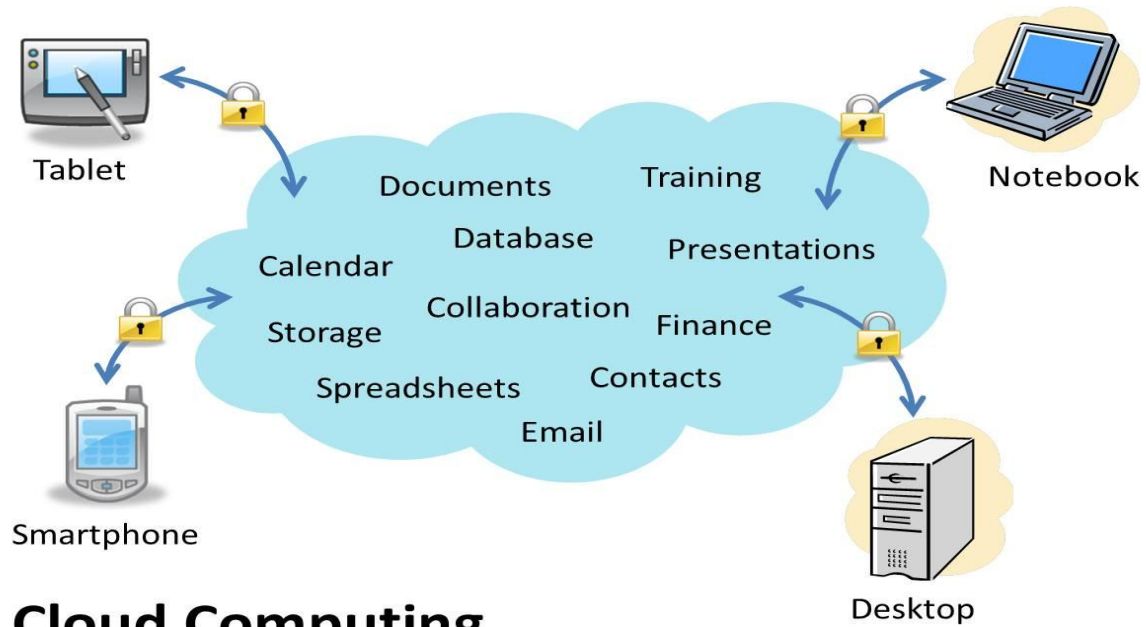 Tablet
Notebook
Documents
Training
Database
Presentations
Calendar
Collaboration
Storage
Finance
Spreadsheets
Contacts
Email
Smartphone
Desktop
Cloud Computing